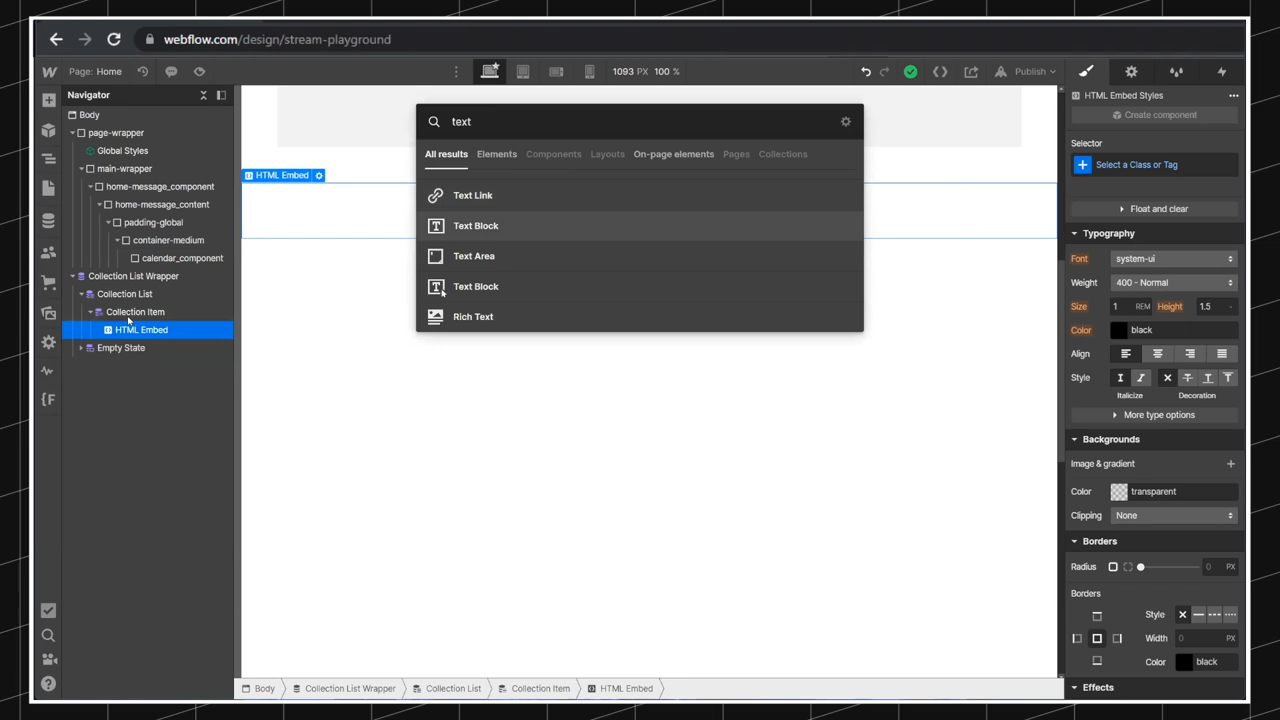 webflow.com/design/stream-playground
Page: Home
1093 PX 100 %
Publish
Navigator
Body
page-wrapper
Global Styles
main-wrapper
home-message_component
home-message_content
padding-global
container-medium
calendar_component
Collection List Wrapper
Collection List
Collection Item
HTML Embed
Empty State
HTML Embed
text
All results
Elements
Components
Layouts
On-page elements
Pages
Collections
Text Link
Text Block
Text Area
Text Block
Rich Text
HTML Embed Styles
Create component
Selector
Select a Class or Tag
Float and clear
Typography
Font system-ui
Weight 400 - Normal
Size 1 REM Height 1.5 -
Color black
Align
Style
Italicize Decoration
More type options
Backgrounds
Image & gradient
Color transparent
Clipping None
Borders
Radius 0 PX
Borders
Style
Width 0 PX
Color black
Effects
Body
Collection List Wrapper
Collection List
Collection Item
HTML Embed